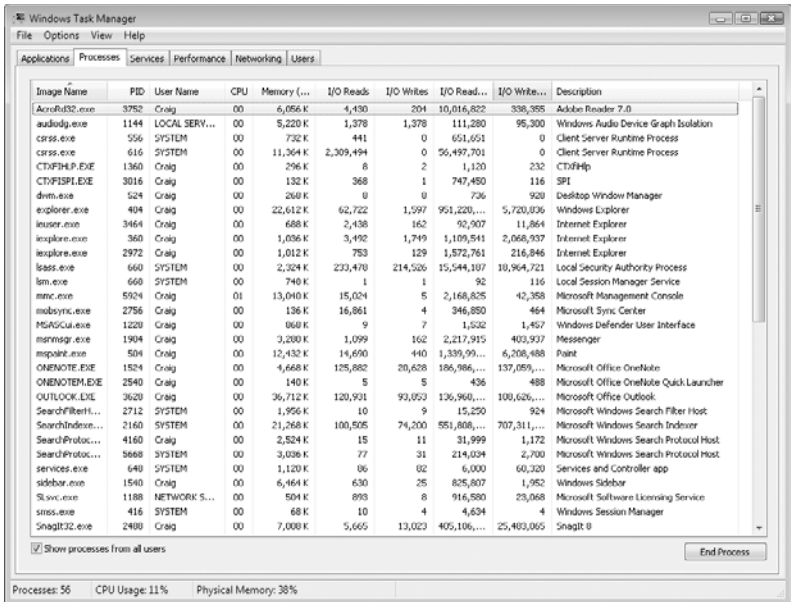 Windows Task Manager
File Options View Help
Applications Processes Services Performance Networking Users
Image Name PID User Name CPU Memory (... I/O Reads I/O Writes I/O Read... I/O Write... Description
AcroRd32.exe 3752 Craig 00 6,056 K 4,430 204 10,016,822 338,355 Adobe Reader 7.0
audiodg.exe 1144 LOCAL SERV... 00 5,220 K 1,378 1,378 111,280 95,300 Windows Audio Device Graph Isolation
csrss.exe 556 SYSTEM 00 732 K 441 0 651,651 0 Client Server Runtime Process
csrss.exe 616 SYSTEM 00 11,364 K 2,309,494 0 56,497,701 0 Client Server Runtime Process
CTXFIHLP.EXE 1360 Craig 00 296 K 8 2 1,120 232 CTXfiHlp
CTXFISPI.EXE 3016 Craig 00 132 K 368 1 747,450 116 SPI
dwm.exe 524 Craig 00 268 K 8 8 736 928 Desktop Window Manager
explorer.exe 404 Craig 00 22,612 K 62,722 1,597 951,220,... 5,720,836 Windows Explorer
ieuser.exe 3464 Craig 00 688 K 2,438 162 92,907 11,864 Internet Explorer
iexplore.exe 360 Craig 00 1,036 K 3,492 1,749 1,109,541 2,068,937 Internet Explorer
iexplore.exe 2972 Craig 00 1,012 K 753 129 1,572,761 216,846 Internet Explorer
lsass.exe 660 SYSTEM 00 2,324 K 233,478 214,526 15,544,187 18,964,721 Local Security Authority Process
lsm.exe 668 SYSTEM 00 748 K 1 1 92 116 Local Session Manager Service
mmc.exe 5924 Craig 01 13,040 K 15,024 5 2,168,825 42,358 Microsoft Management Console
mobsync.exe 2756 Craig 00 136 K 16,861 4 346,850 464 Microsoft Sync Center
MSASCui.exe 1228 Craig 00 868 K 9 7 1,532 1,457 Windows Defender User Interface
msnmsgr.exe 1904 Craig 00 3,280 K 1,099 162 2,217,915 403,937 Messenger
mspaint.exe 504 Craig 00 12,432 K 14,690 440 1,339,99... 6,208,488 Paint
ONENOTE.EXE 1524 Craig 00 4,668 K 125,882 20,628 186,986,... 137,059,... Microsoft Office OneNote
ONENOTEM.EXE 2540 Craig 00 140 K 5 5 436 488 Microsoft Office OneNote Quick Launcher
OUTLOOK.EXE 3628 Craig 00 36,712 K 120,931 93,853 136,960,... 108,626,... Microsoft Office Outlook
SearchFilterH... 2712 SYSTEM 00 1,956 K 10 9 15,250 924 Microsoft Windows Search Filter Host
SearchIndexe... 2160 SYSTEM 00 21,268 K 100,505 74,200 551,808,... 707,311,... Microsoft Windows Search Indexer
SearchProtoc... 4160 Craig 00 2,524 K 15 11 31,999 1,172 Microsoft Windows Search Protocol Host
SearchProtoc... 5668 SYSTEM 00 3,036 K 77 31 214,034 2,700 Microsoft Windows Search Protocol Host
services.exe 648 SYSTEM 00 1,120 K 86 82 6,000 60,320 Services and Controller app
sidebar.exe 1540 Craig 00 6,464 K 630 25 825,807 1,952 Windows Sidebar
SLsvc.exe 1188 NETWORK S... 00 504 K 893 8 916,580 23,068 Microsoft Software Licensing Service
smss.exe 416 SYSTEM 00 68 K 10 4 4,634 4 Windows Session Manager
SnagIt32.exe 2488 Craig 00 7,008 K 5,665 13,023 405,106,... 25,483,065 SnagIt 8
Show processes from all users
End Process
Processes: 56 CPU Usage: 11% Physical Memory: 38%